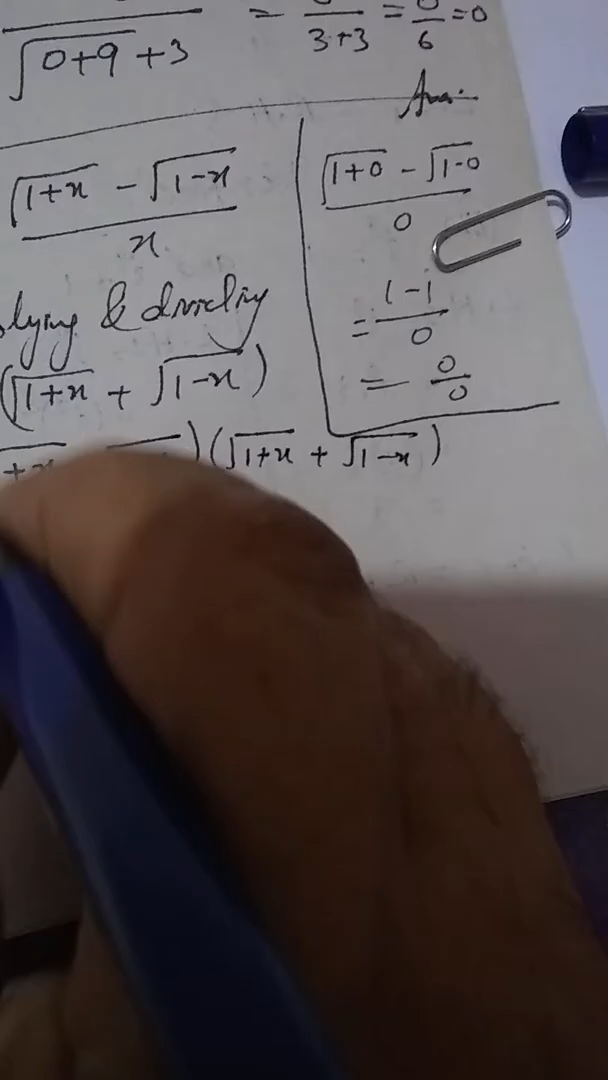 √(0+9) + 3 = 0/(3+3) = 0/6 = 0
Ans.
(√(1+x) - √(1-x))/x
lying & dividing
(√(1+x) + √(1-x))
)(√(1+x) + √(1-x))
(√(1+0) - √(1-0))/0
= (1-1)/0
= 0/0